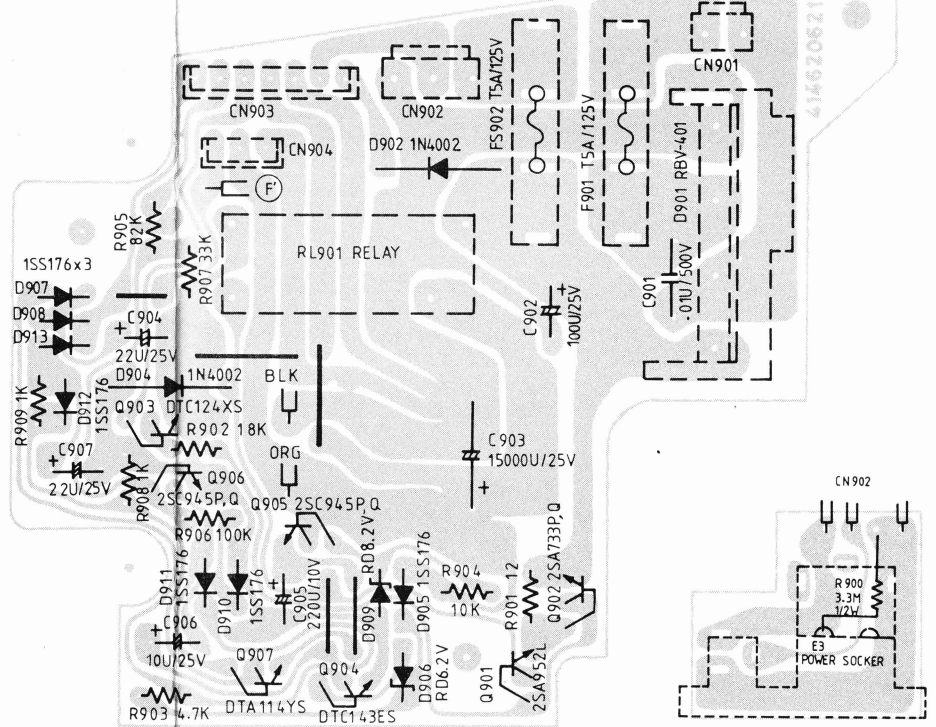 414620621
CN901
CN903
CN902
FS902 T5A/125V
F901 T5A/125V
D901 RBV-401
CN904
D902 1N4002
F'
R905
82K
R907 33K
RL901 RELAY
1SS176x3
D907
D908
D913
C904
+
22U/25V
C902
+
100U/25V
C901
.01U/500V
D904
1N4002
BLK
R909 1K
D912
1SS176
Q903
DTC124XS
R902 18K
C907
+
22U/25V
R908 1K
Q906
2SC945P,Q
ORG
C903
15000U/25V
+
Q905 2SC945P,Q
R906 100K
CN902
D911
1SS176
D910
1SS176
C905
+
220U/10V
RD8.2V
D909
D905 1SS176
R904
10K
R901 12
Q902 2SA733P,Q
R900
3.3M
1/2W
E3
POWER SOCKER
C906
+
10U/25V
Q907
DTA114YS
Q904
DTC143ES
D906
RD6.2V
Q901
2SA952L
R903 4.7K